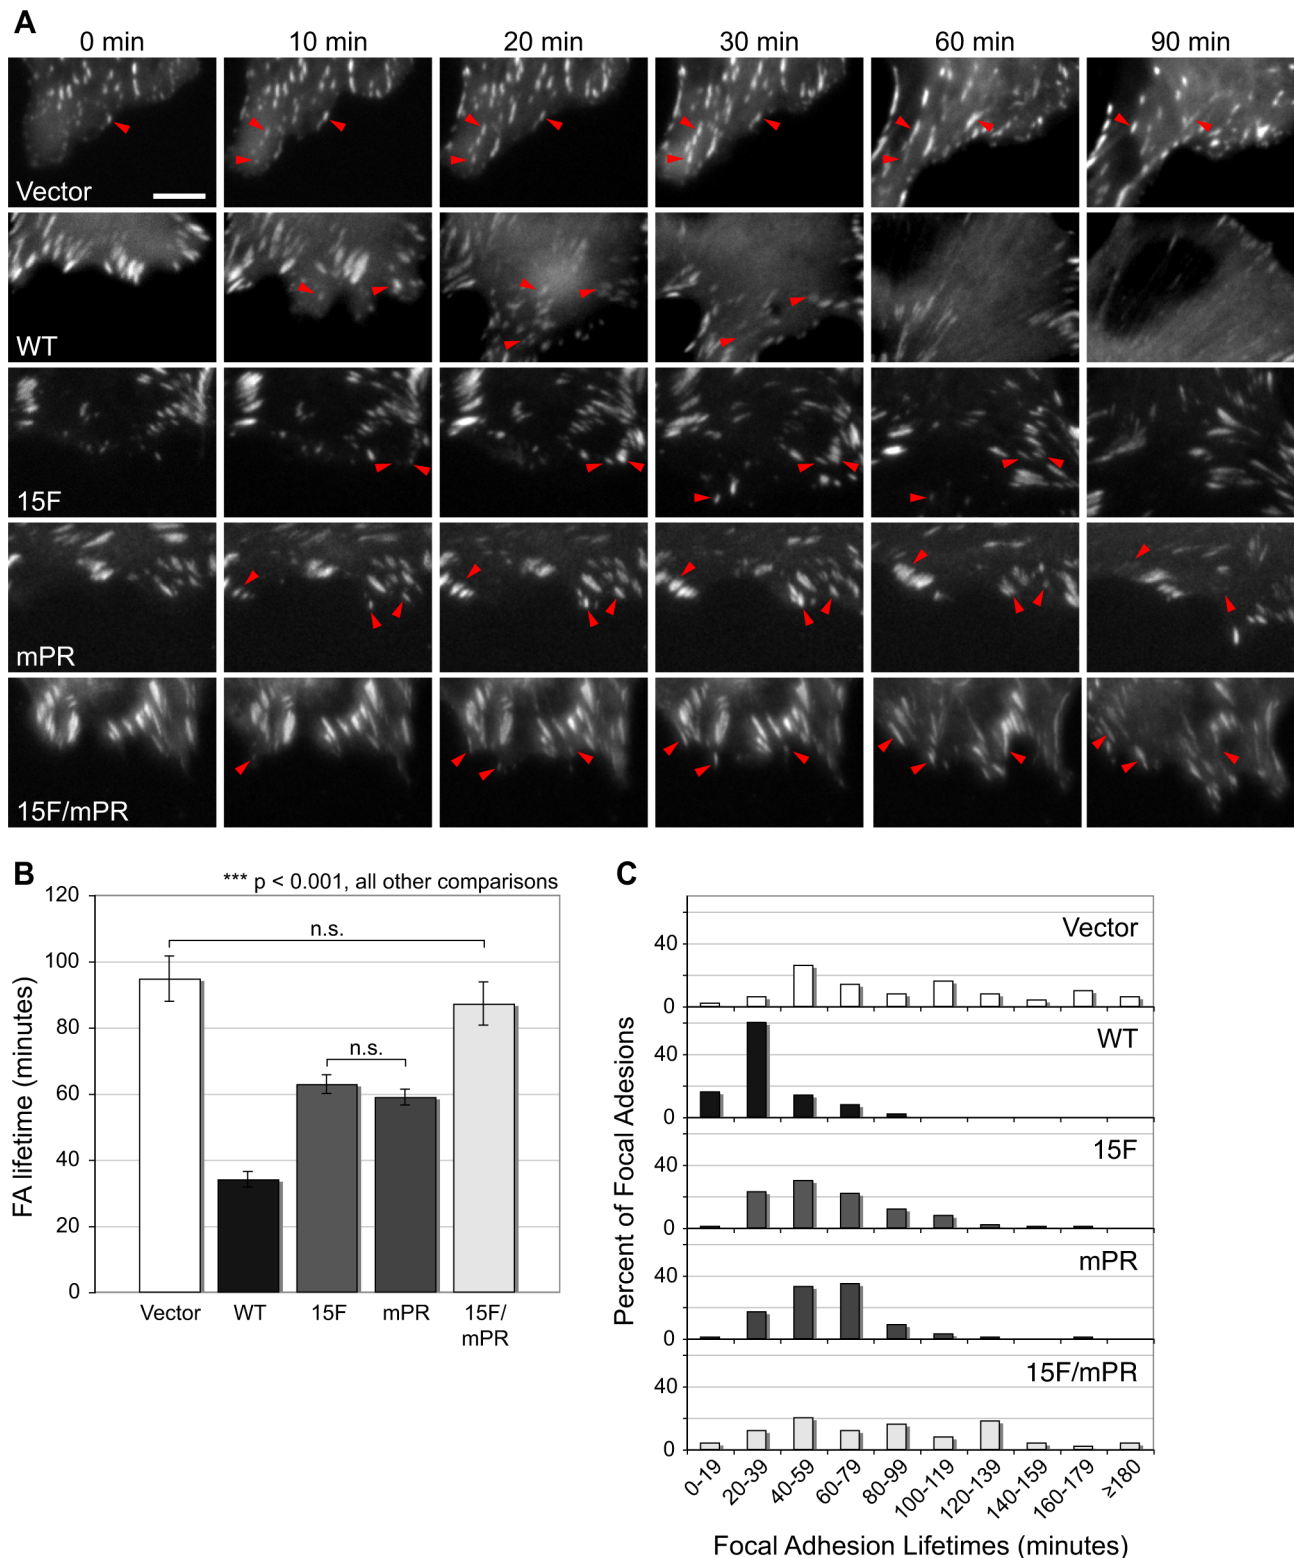 A
0 min 10 min 20 min 30 min 60 min 90 min
Vector
WT
15F
mPR
15F/mPR
B
*** p < 0.001, all other comparisons
n.s.
n.s.
FA lifetime (minutes)
120
100
80
60
40
20
0
Vector WT 15F mPR 15F/
mPR
C
Percent of Focal Adesions
Vector
40
0
WT
40
0
15F
40
0
mPR
40
0
15F/mPR
40
0
0-19 20-39 40-59 60-79 80-99 100-119 120-139 140-159 160-179 ≥180
Focal Adhesion Lifetimes (minutes)